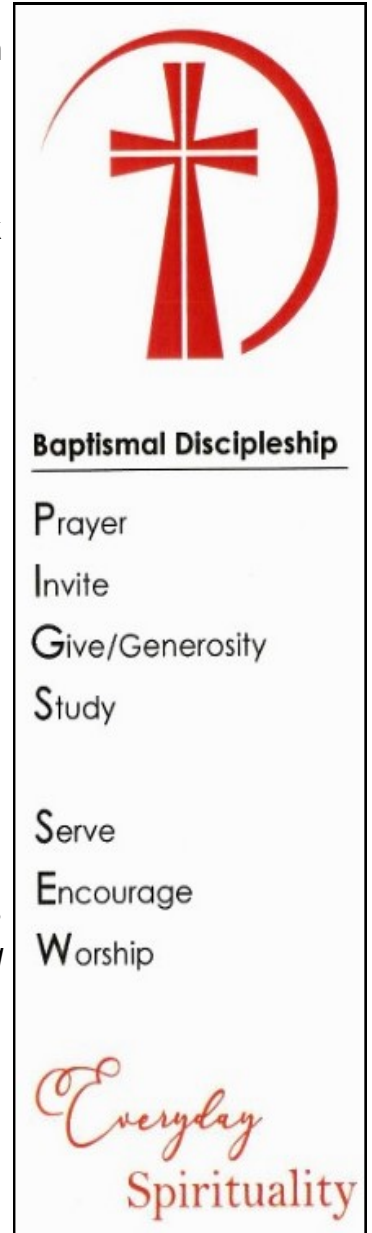 Baptismal Discipleship
Prayer
Invite
Give/Generosity
Study
Serve
Encourage
Worship
Everyday
Spirituality